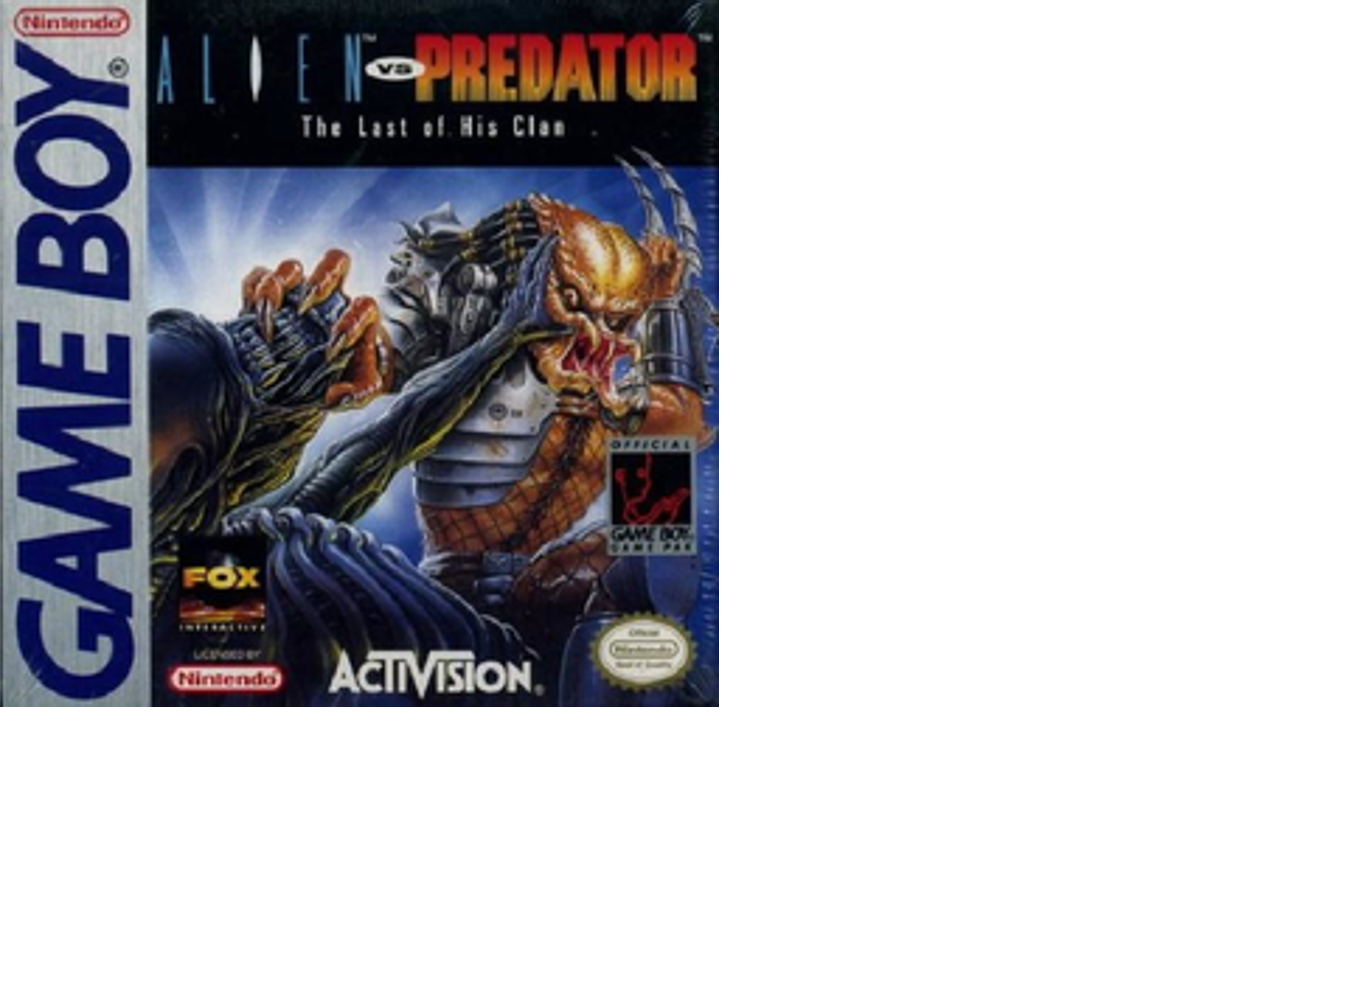 Nintendo
GAME BOY®
ALIEN™ VS PREDATOR™
The Last of His Clan
OFFICIAL
GAME BOY
GAME PAK
FOX
INTERACTIVE
LICENSED BY
Nintendo
ACTIVISION®
Official
Nintendo
Seal of Quality